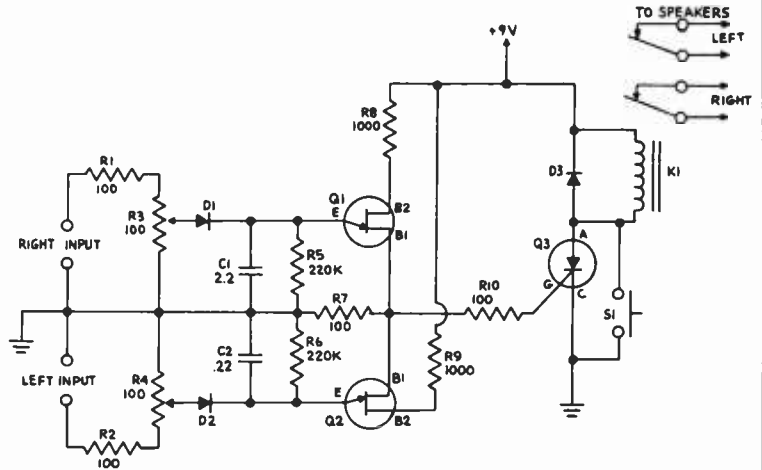 TO SPEAKERS
LEFT
RIGHT
+9V
R8
1000
R1
100
R3
100
D1
Q1
E
B2
B1
D3
K1
RIGHT INPUT
C1
2.2
R5
220K
Q3
A
G
C
R10
100
S1
R7
100
LEFT INPUT
C2
.22
R6
220K
R9
1000
R4
100
D2
E
B1
Q2
B2
R2
100